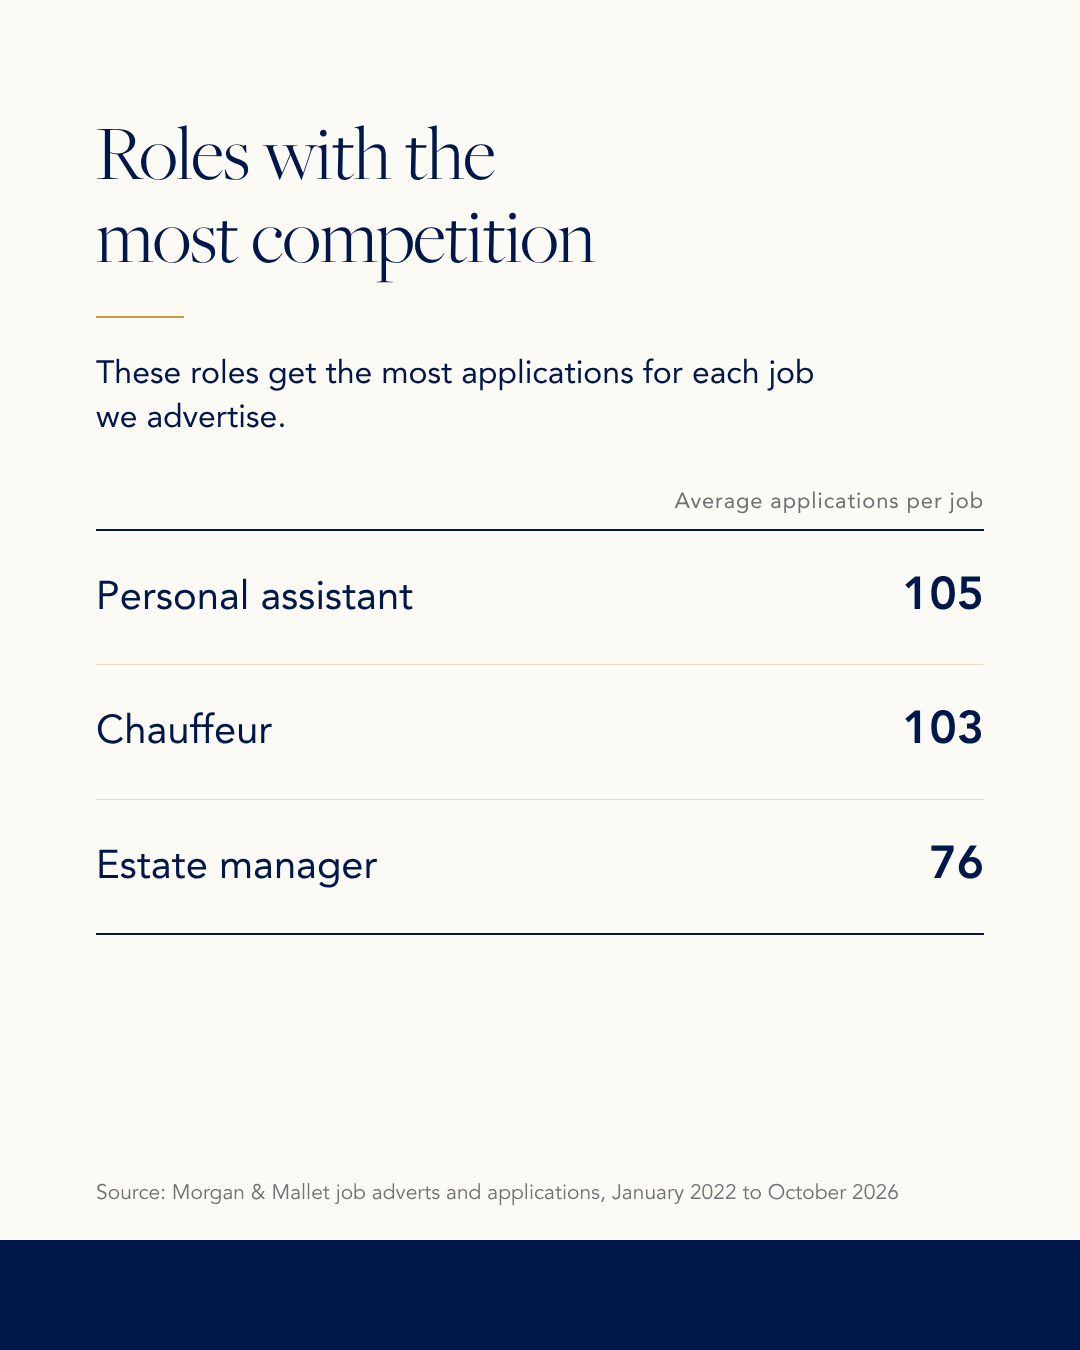 Roles with the
most competition
These roles get the most applications for each job
we advertise.
Average applications per job
Personal assistant 105
Chauffeur 103
Estate manager 76
Source: Morgan & Mallet job adverts and applications, January 2022 to October 2026